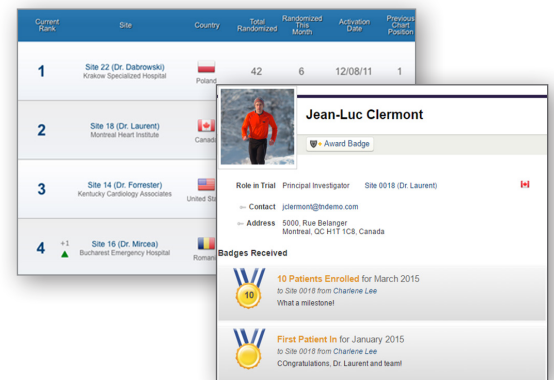 Current Rank
Site
Country
Total Randomized
Randomized This Month
Activation Date
Previous Chart Position
1
Site 22 (Dr. Dabrowski)
Krakow Specialized Hospital
Poland
42
6
12/08/11
1
2
Site 18 (Dr. Laurent)
Montreal Heart Institute
3
Site 14 (Dr. Forrester)
Kentucky Cardiology Associates
United
4
+1
Site 16 (Dr. Mircea)
Bucharest Emergency Hospital
Jean-Luc Clermont
Award Badge
Role in Trial Principal Investigator Site 0018 (Dr. Laurent)
Contact jclermont@tndemo.com
Address 5000, Rue Belanger
Montreal, QC H1T 1C8, Canada
Badges Received
10
10 Patients Enrolled for March 2015
to Site 0018 from Charlene Lee
What a milestone!
First Patient In for January 2015
to Site 0018 from Charlene Lee
COngratulations, Dr. Laurent and team!